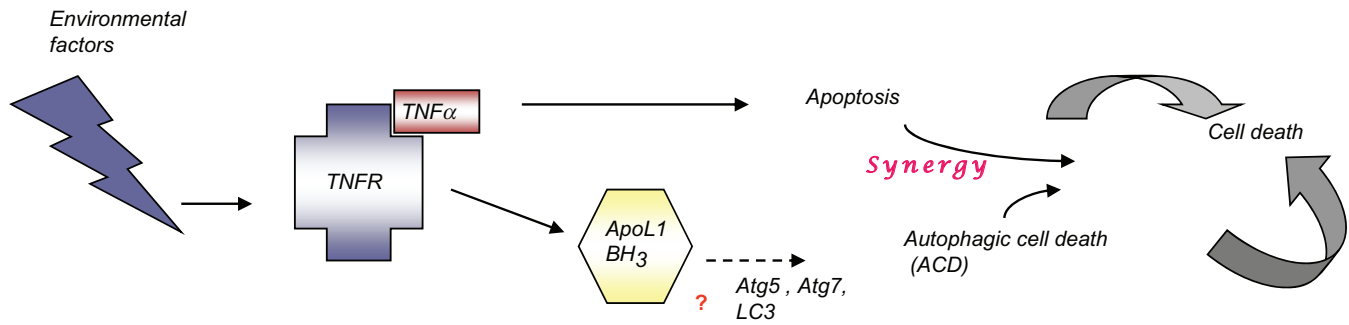 Environmental
factors
TNFα
TNFR
Apoptosis
Cell death
Synergy
ApoL1
BH3
Autophagic cell death
(ACD)
?
Atg5 , Atg7,
LC3